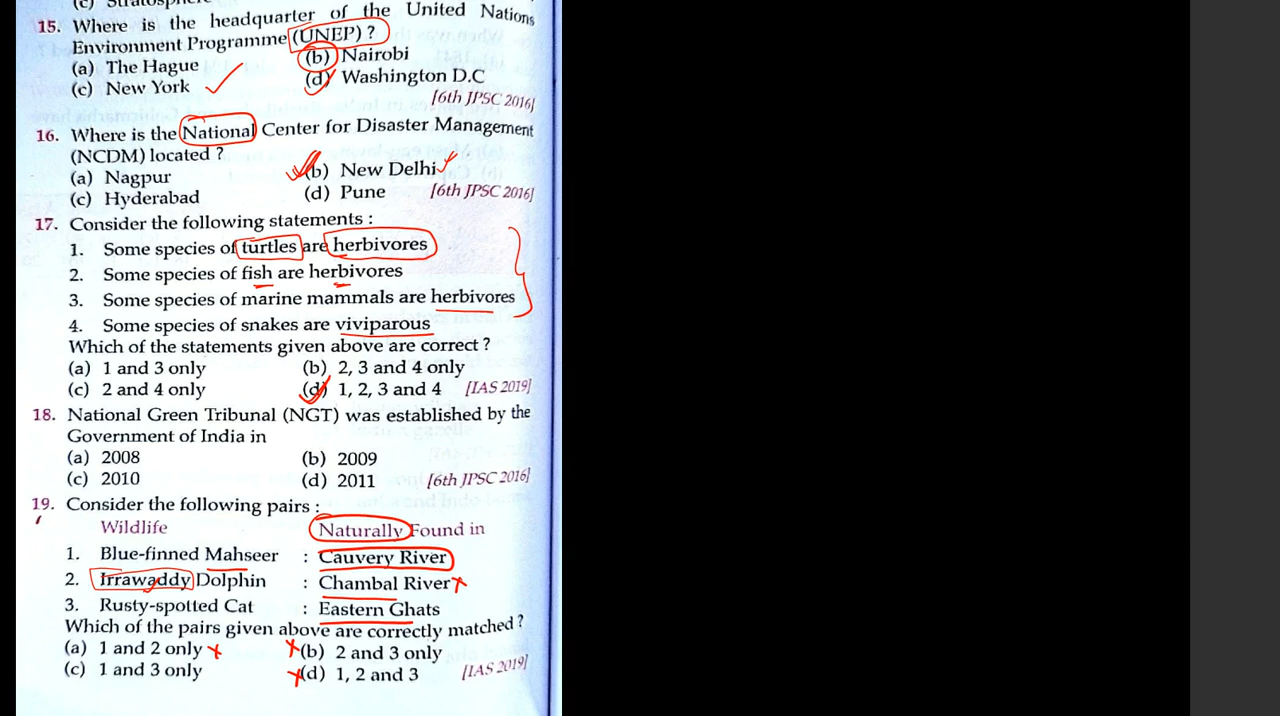 (c) Stratosphere
15. Where is the headquarter of the United Nations
Environment Programme (UNEP) ?
(a) The Hague (b) Nairobi
(c) New York (d) Washington D.C
[6th JPSC 2016]
16. Where is the National Center for Disaster Management
(NCDM) located ?
(a) Nagpur (b) New Delhi
(c) Hyderabad (d) Pune [6th JPSC 2016]
17. Consider the following statements :
1. Some species of turtles are herbivores
2. Some species of fish are herbivores
3. Some species of marine mammals are herbivores
4. Some species of snakes are viviparous
Which of the statements given above are correct ?
(a) 1 and 3 only (b) 2, 3 and 4 only
(c) 2 and 4 only (d) 1, 2, 3 and 4 [IAS 2019]
18. National Green Tribunal (NGT) was established by the
Government of India in
(a) 2008 (b) 2009
(c) 2010 (d) 2011 [6th JPSC 2016]
19. Consider the following pairs :
Wildlife Naturally Found in
1. Blue-finned Mahseer : Cauvery River
2. Irrawaddy Dolphin : Chambal River
3. Rusty-spotted Cat : Eastern Ghats
Which of the pairs given above are correctly matched ?
(a) 1 and 2 only (b) 2 and 3 only
(c) 1 and 3 only (d) 1, 2 and 3 [IAS 2019]